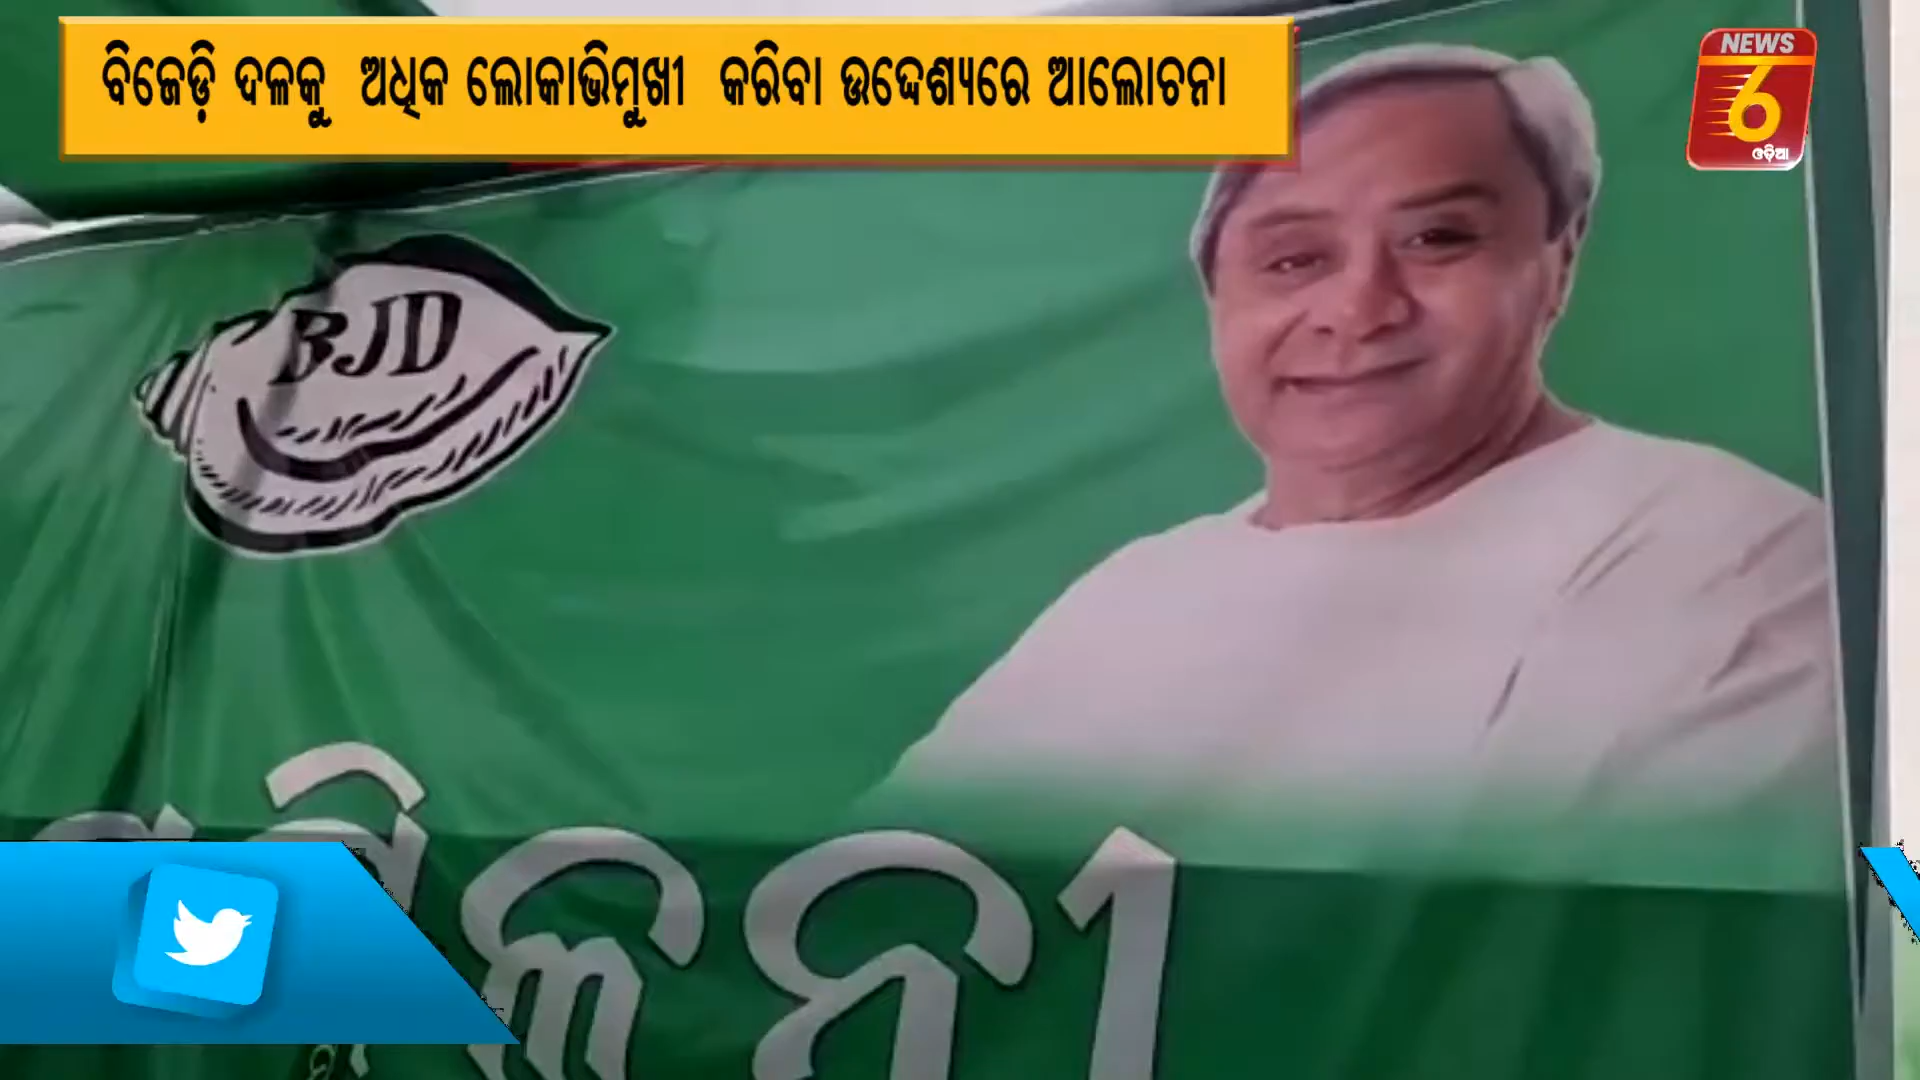 ବିଜେଡ଼ି ଦଳକୁ ଅଧିକ ଲୋକାଭିମୁଖୀ କରିବା ଉଦ୍ଦେଶ୍ୟରେ ଆଲୋଚନା
NEWS
6
ଓଡ଼ିଆ
BJD